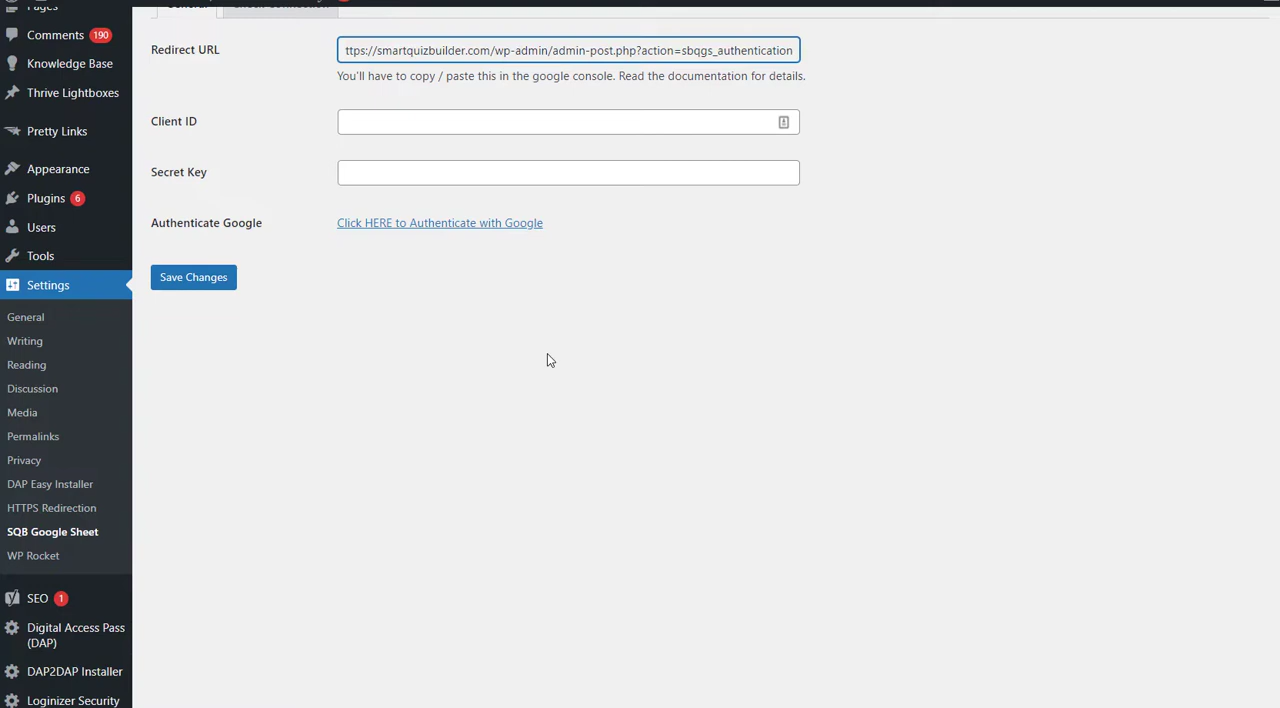 Pages
Comments 190
Knowledge Base
Thrive Lightboxes
Pretty Links
Appearance
Plugins 6
Users
Tools
Settings
General
Writing
Reading
Discussion
Media
Permalinks
Privacy
DAP Easy Installer
HTTPS Redirection
SQB Google Sheet
WP Rocket
SEO 1
Digital Access Pass
(DAP)
DAP2DAP Installer
Loginizer Security
Redirect URL
ttps://smartquizbuilder.com/wp-admin/admin-post.php?action=sbqgs_authentication
You'll have to copy / paste this in the google console. Read the documentation for details.
Client ID
Secret Key
Authenticate Google
Click HERE to Authenticate with Google
Save Changes